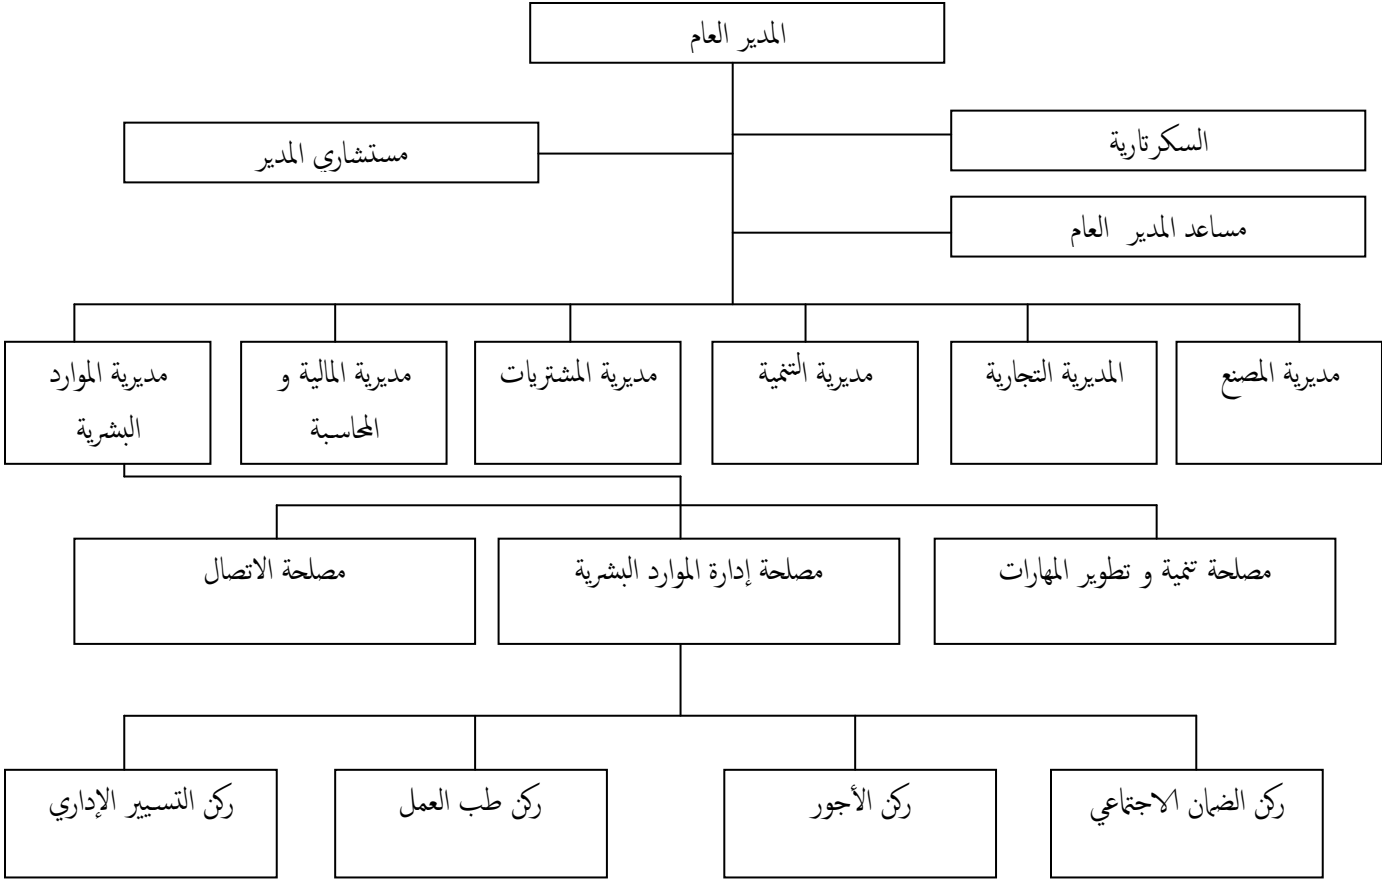 المدير العام
السكرتارية
مستشاري المدير
مساعد المدير العام
مديرية المصنع
المديرية التجارية
مديرية التنمية
مديرية المشتريات
مديرية المالية و
المحاسبة
مديرية الموارد
البشرية
مصلحة تنمية و تطوير المهارات
مصلحة إدارة الموارد البشرية
مصلحة الاتصال
ركن الضمان الاجتماعي
ركن الأجور
ركن طب العمل
ركن التسيير الإداري